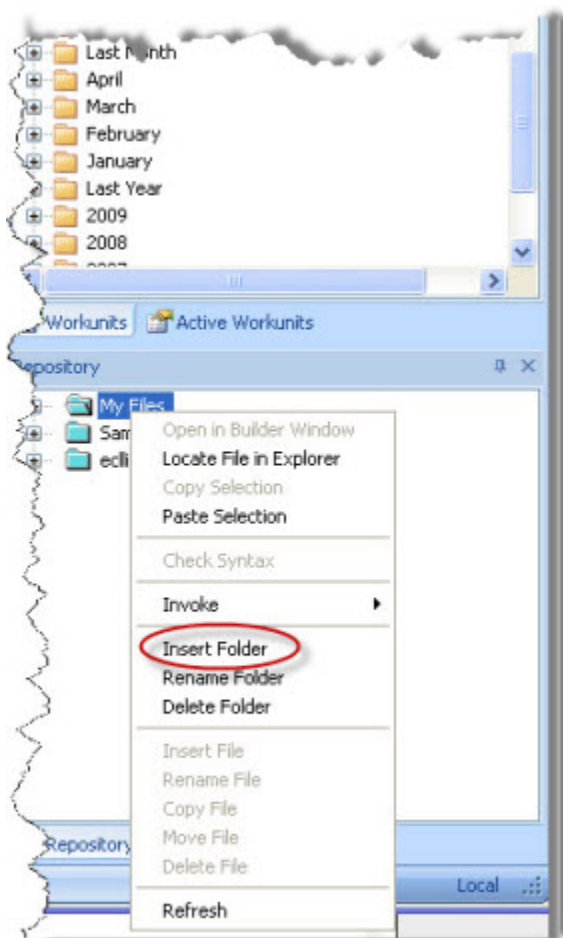 Last Month
April
March
February
January
Last Year
2009
2008
Workunits Active Workunits
Repository
My Files
Sam
ecli
Open in Builder Window
Locate File in Explorer
Copy Selection
Paste Selection
Check Syntax
Invoke
Insert Folder
Rename Folder
Delete Folder
Insert File
Rename File
Copy File
Move File
Delete File
Refresh
Repository
Local